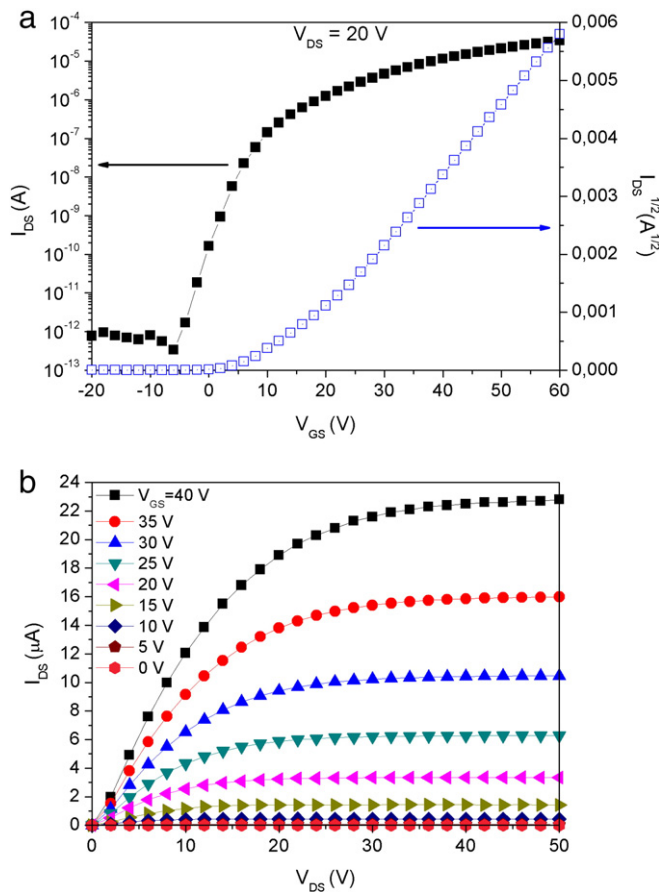 a
V_DS = 20 V
10^-4
10^-5
10^-6
10^-7
10^-8
10^-9
10^-10
10^-11
10^-12
10^-13
I_DS (A)
0,006
0,005
0,004
0,003
0,002
0,001
0,000
I_DS^1/2 (A^1/2)
-20 -10 0 10 20 30 40 50 60
V_GS (V)
b
24
22
20
18
16
14
12
10
8
6
4
2
0
I_DS (μA)
V_GS=40 V
35 V
30 V
25 V
20 V
15 V
10 V
5 V
0 V
0 10 20 30 40 50
V_DS (V)